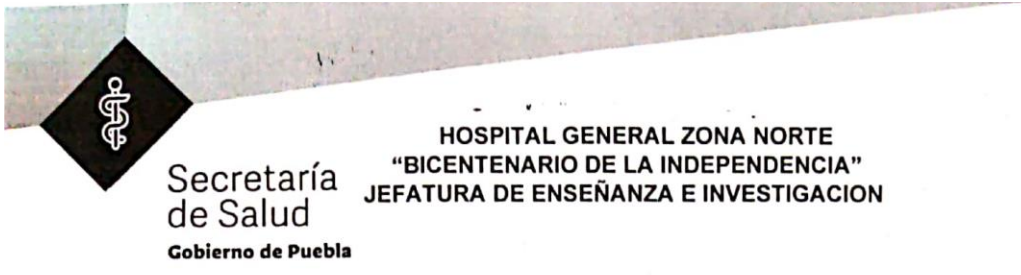 HOSPITAL GENERAL ZONA NORTE
“BICENTENARIO DE LA INDEPENDENCIA”
JEFATURA DE ENSEÑANZA E INVESTIGACION
Secretaría
de Salud
Gobierno de Puebla